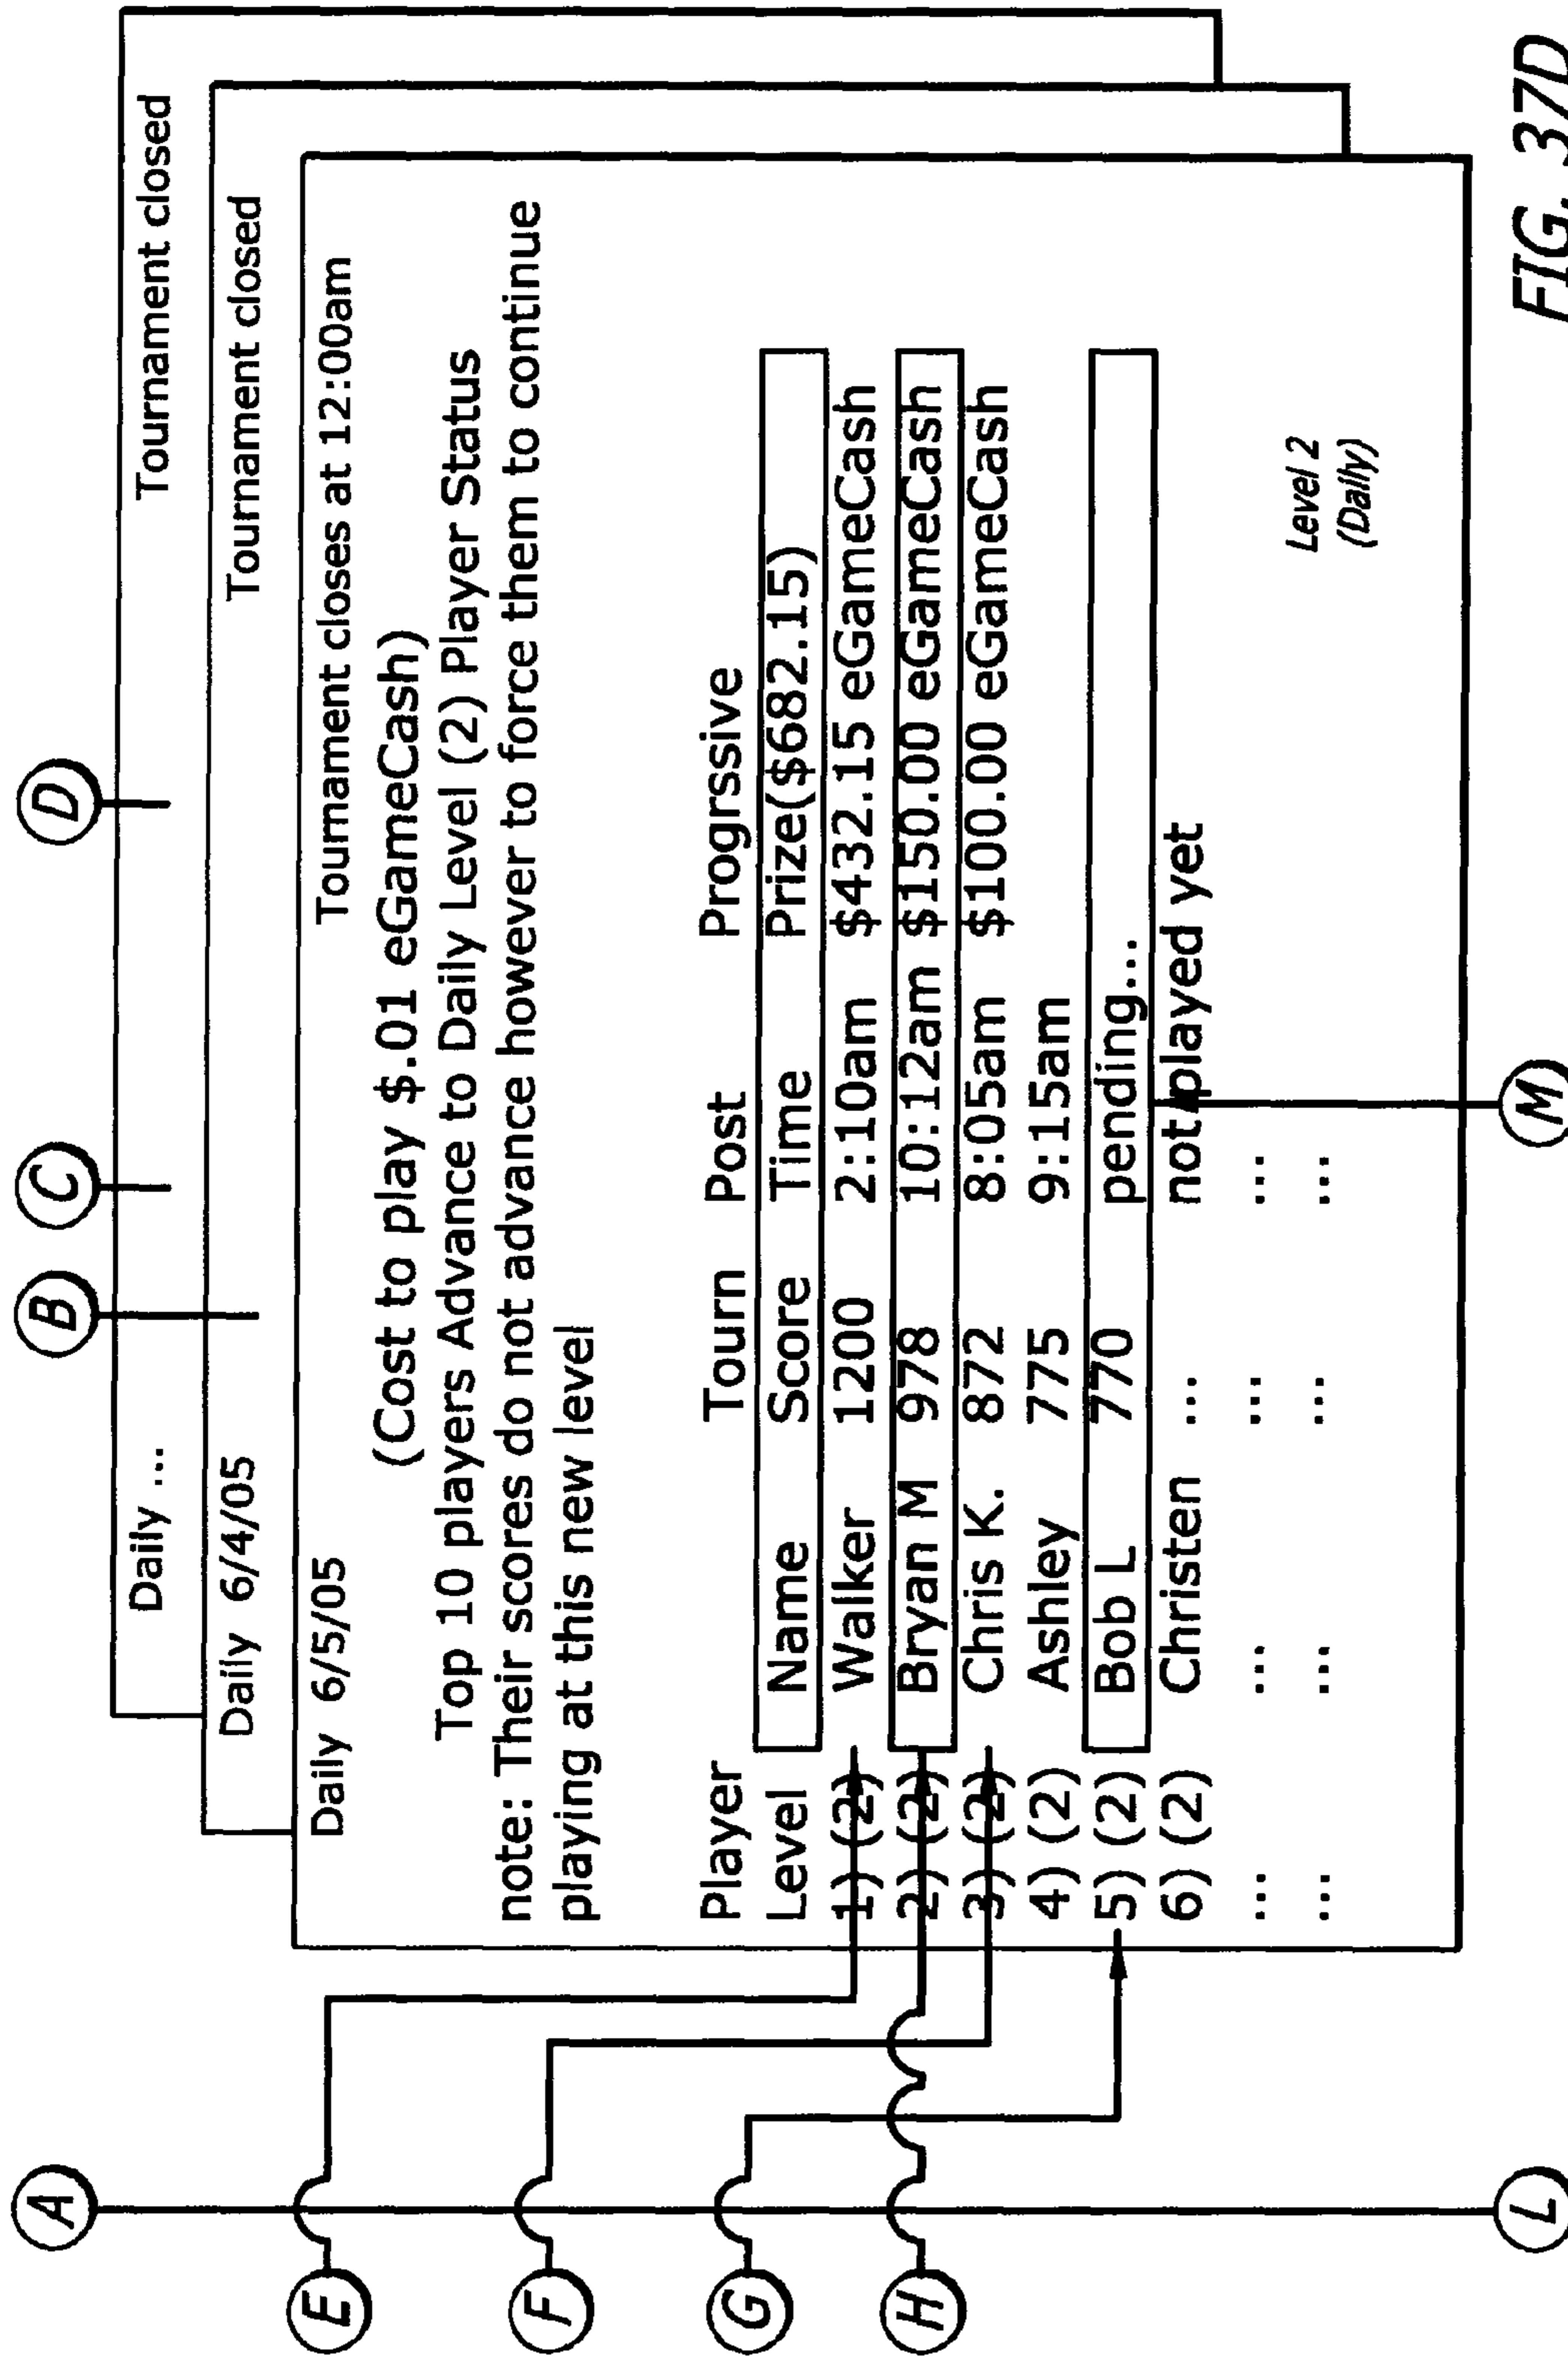 A
B
C
D
Daily ... Tournament closed
Daily 6/4/05 Tournament closed
Daily 6/5/05 Tournament closes at 12:00am
(Cost to play $.01 eGameCash)
Top 10 players Advance to Daily Level (2) Player Status
note: Their scores do not advance however to force them to continue
playing at this new level
Player Tourn Post Progrssive
Level Name Score Time Prize($682.15)
1) (2) Walker 1200 2:10am $432.15 eGameCash
2) (2) Bryan M 978 10:12am $150.00 eGameCash
3) (2) Chris K. 872 8:05am $100.00 eGameCash
4) (2) Ashley 775 9:15am
5) (2) Bob L 770 pending...
6) (2) Christen ... not played yet
... ... ... ...
... ... ... ...
Level 2
(Daily)
E
F
G
H
L
M
FIG. 37D